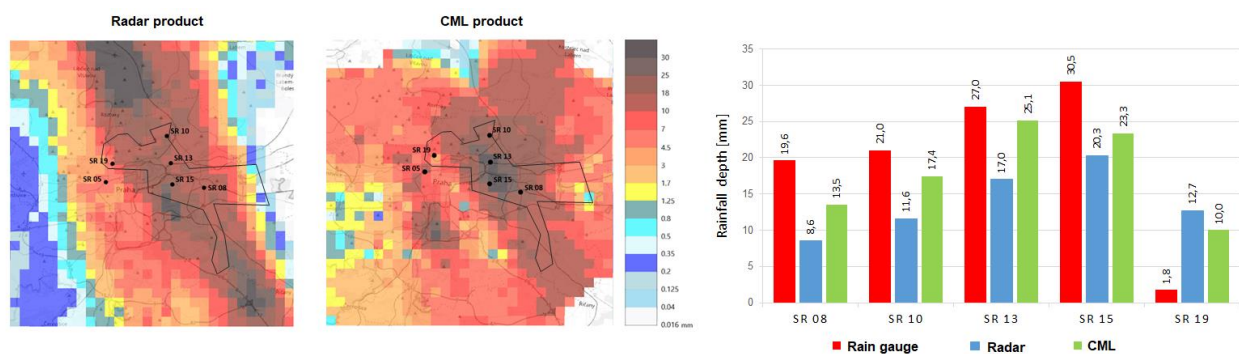 Radar product
CML product
SR 10
SR 19
SR 13
SR 05
Praha
SR 15
SR 08
SR 10
SR 19
SR 13
SR 05
SR 15
SR 08
30
25
18
10
7
4.5
3
1.7
1.25
0.8
0.5
0.35
0.2
0.125
0.04
0.016 mm
Rainfall depth [mm]
35
30
25
20
15
10
5
0
19,6
8,6
13,5
21,0
11,6
17,4
27,0
17,0
25,1
30,5
20,3
23,3
1,8
12,7
10,0
SR 08
SR 10
SR 13
SR 15
SR 19
Rain gauge
Radar
CML